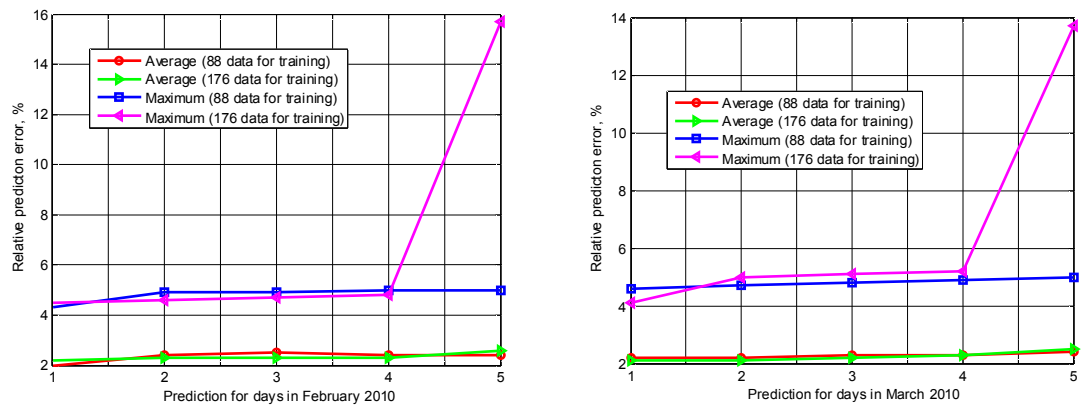 16
14
12
10
8
6
4
2
Relative prediction error, %
Average (88 data for training)
Average (176 data for training)
Maximum (88 data for training)
Maximum (176 data for training)
1 2 3 4 5
Prediction for days in February 2010
14
12
10
8
6
4
2
Relative prediction error, %
Average (88 data for training)
Average (176 data for training)
Maximum (88 data for training)
Maximum (176 data for training)
1 2 3 4 5
Prediction for days in March 2010